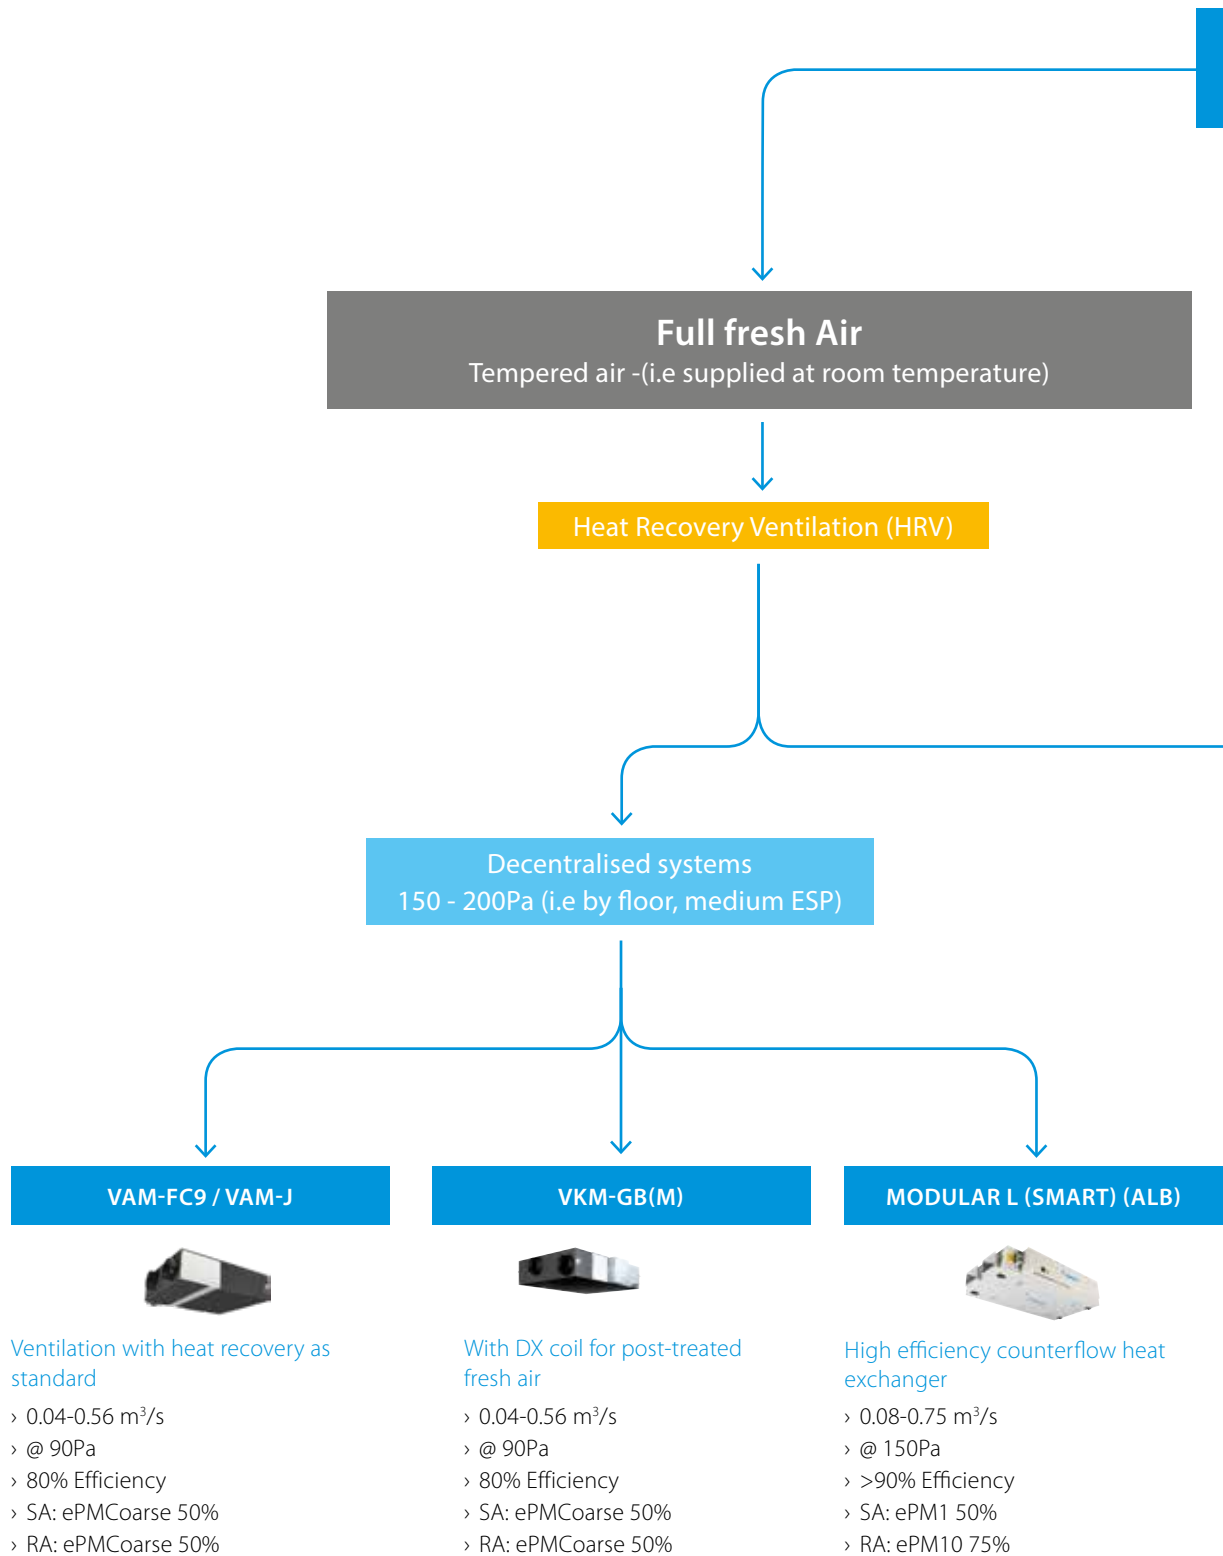 Full fresh Air
Tempered air -(i.e supplied at room temperature)
Heat Recovery Ventilation (HRV)
Decentralised systems
150 - 200Pa (i.e by floor, medium ESP)
VAM-FC9 / VAM-J
Ventilation with heat recovery as
standard
› 0.04-0.56 m³/s
› @ 90Pa
› 80% Efficiency
› SA: ePMCoarse 50%
› RA: ePMCoarse 50%
VKM-GB(M)
With DX coil for post-treated
fresh air
› 0.04-0.56 m³/s
› @ 90Pa
› 80% Efficiency
› SA: ePMCoarse 50%
› RA: ePMCoarse 50%
MODULAR L (SMART) (ALB)
High efficiency counterflow heat
exchanger
› 0.08-0.75 m³/s
› @ 150Pa
› >90% Efficiency
› SA: ePM1 50%
› RA: ePM10 75%